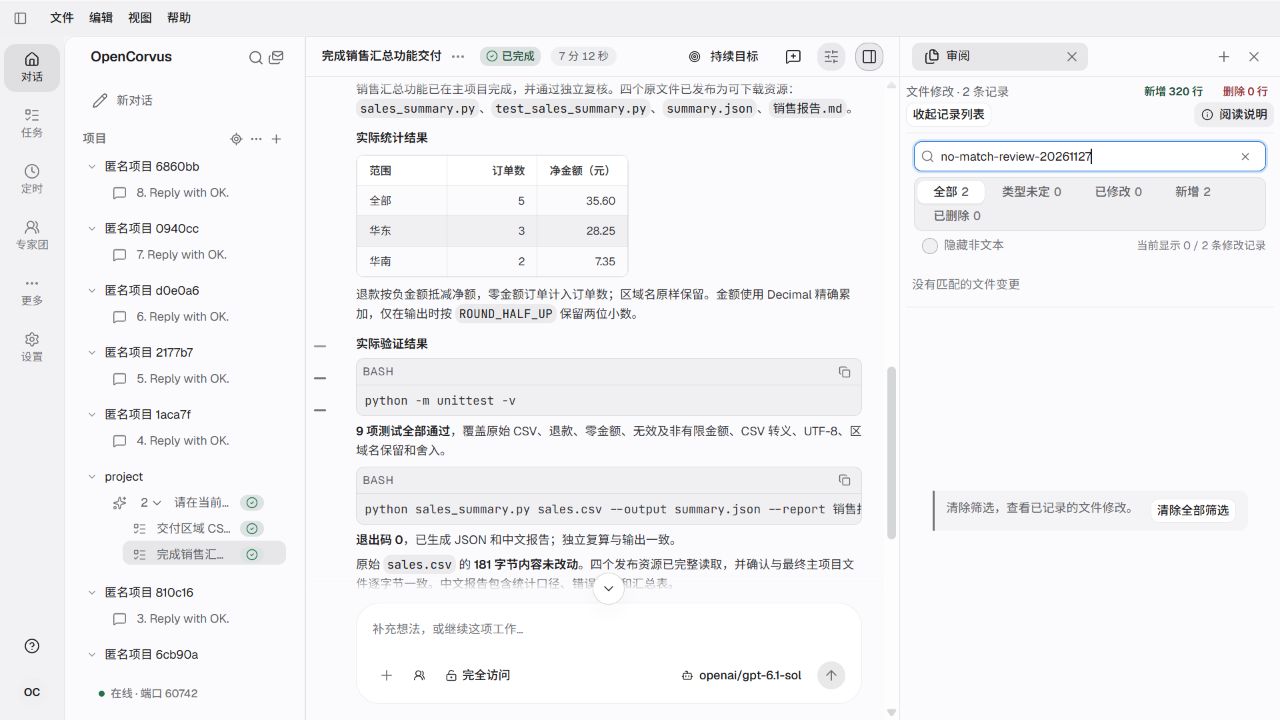 文件 编辑 视图 帮助
对话
任务
定时
专家团
更多
设置
OC
OpenCorvus
新对话
项目
匿名项目 6860bb
8. Reply with OK.
匿名项目 0940cc
7. Reply with OK.
匿名项目 d0e0a6
6. Reply with OK.
匿名项目 2177b7
5. Reply with OK.
匿名项目 1aca7f
4. Reply with OK.
project
2 请在当前...
交付区域 CS...
完成销售汇...
匿名项目 810c16
3. Reply with OK.
匿名项目 6cb90a
在线 · 端口 60742
完成销售汇总功能交付 ··· 已完成 7 分 12 秒 持续目标
销售汇总功能已在主项目完成，并通过独立复核。四个原文件已发布为可下载资源：
sales_summary.py、test_sales_summary.py、summary.json、销售报告.md。
实际统计结果
范围 订单数 净金额（元）
全部 5 35.60
华东 3 28.25
华南 2 7.35
退款按负金额抵减净额，零金额订单计入订单数；区域名原样保留。金额使用 Decimal 精确累
加，仅在输出时按 ROUND_HALF_UP 保留两位小数。
实际验证结果
BASH
python -m unittest -v
9 项测试全部通过，覆盖原始 CSV、退款、零金额、无效及非有限金额、CSV 转义、UTF-8、区
域名保留和舍入。
BASH
python sales_summary.py sales.csv --output summary.json --report 销售报
退出码 0，已生成 JSON 和中文报告；独立复算与输出一致。
原始 sales.csv 的 181 字节内容未改动。四个发布资源已完整读取，并确认与最终主项目文
件逐字节一致。中文报告包含统计口径、错误 和汇总表。
补充想法，或继续这项工作...
完全访问 openai/gpt-6.1-sol
审阅
文件修改 · 2 条记录 新增 320 行 删除 0 行
收起记录列表 阅读说明
no-match-review-20261127
全部 2 类型未定 0 已修改 0 新增 2
已删除 0
隐藏非文本 当前显示 0 / 2 条修改记录
没有匹配的文件变更
清除筛选，查看已记录的文件修改。 清除全部筛选